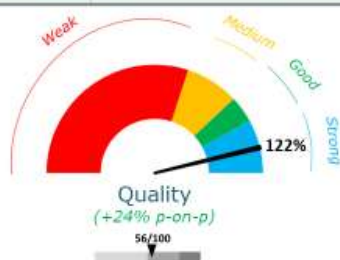 Weak
Medium
Good
Strong
122%
Quality
(+24% p-on-p)
56/100